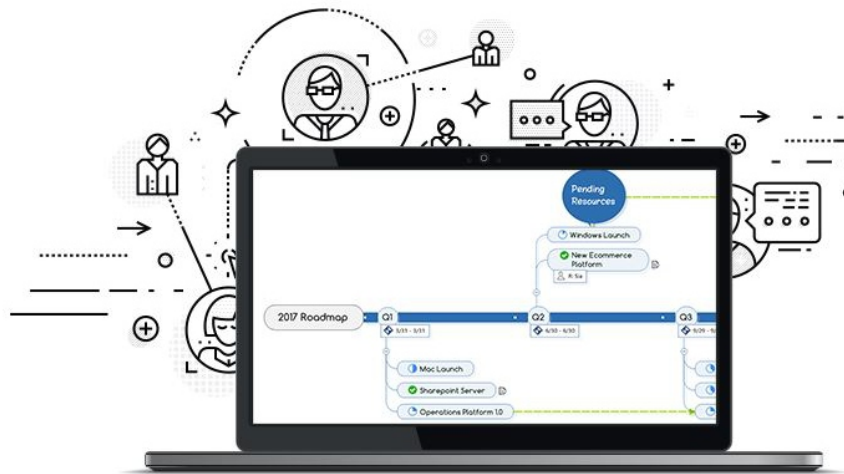 Pending
Resources
Windows Launch
New Ecommerce
Platform
R. Six
2017 Roadmap
Q1
Q2
Q3
3/31 - 3/31
6/30 - 6/30
Mac Launch
Sharepoint Server
Operations Platform 1.0